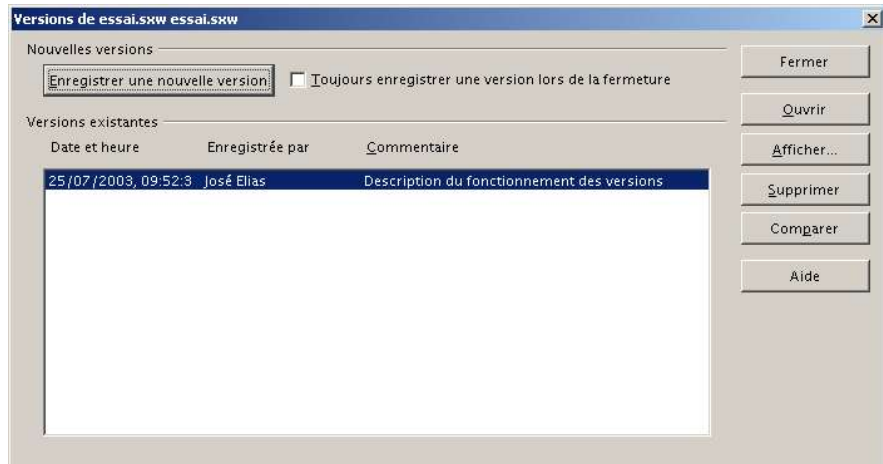 Versions de essai.sxw essai.sxw
Nouvelles versions
Enregistrer une nouvelle version
Toujours enregistrer une version lors de la fermeture
Versions existantes
Date et heure Enregistrée par Commentaire
25/07/2003, 09:52:3 José Elias Description du fonctionnement des versions
Fermer
Ouvrir
Afficher...
Supprimer
Comparer
Aide